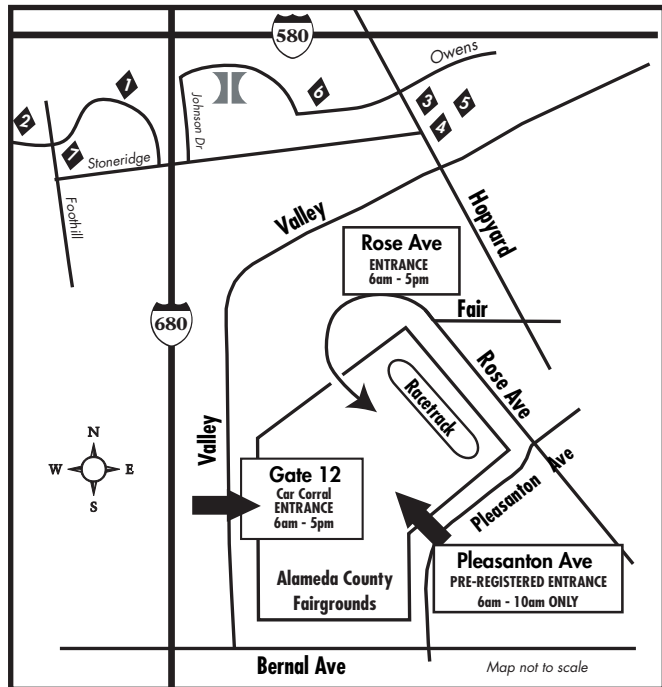 580
Owens
1
2
6
3
5
4
7
Johnson Dr
Stoneridge
Foothill
Valley
Hopyard
Rose Ave
ENTRANCE
6am - 5pm
680
Fair
Rose Ave
Racetrack
Valley
N
W E
S
Gate 12
Car Corral
ENTRANCE
6am - 5pm
Pleasanton Ave
Pleasanton Ave
PRE-REGISTERED ENTRANCE
6am - 10am ONLY
Alameda County
Fairgrounds
Bernal Ave
Map not to scale